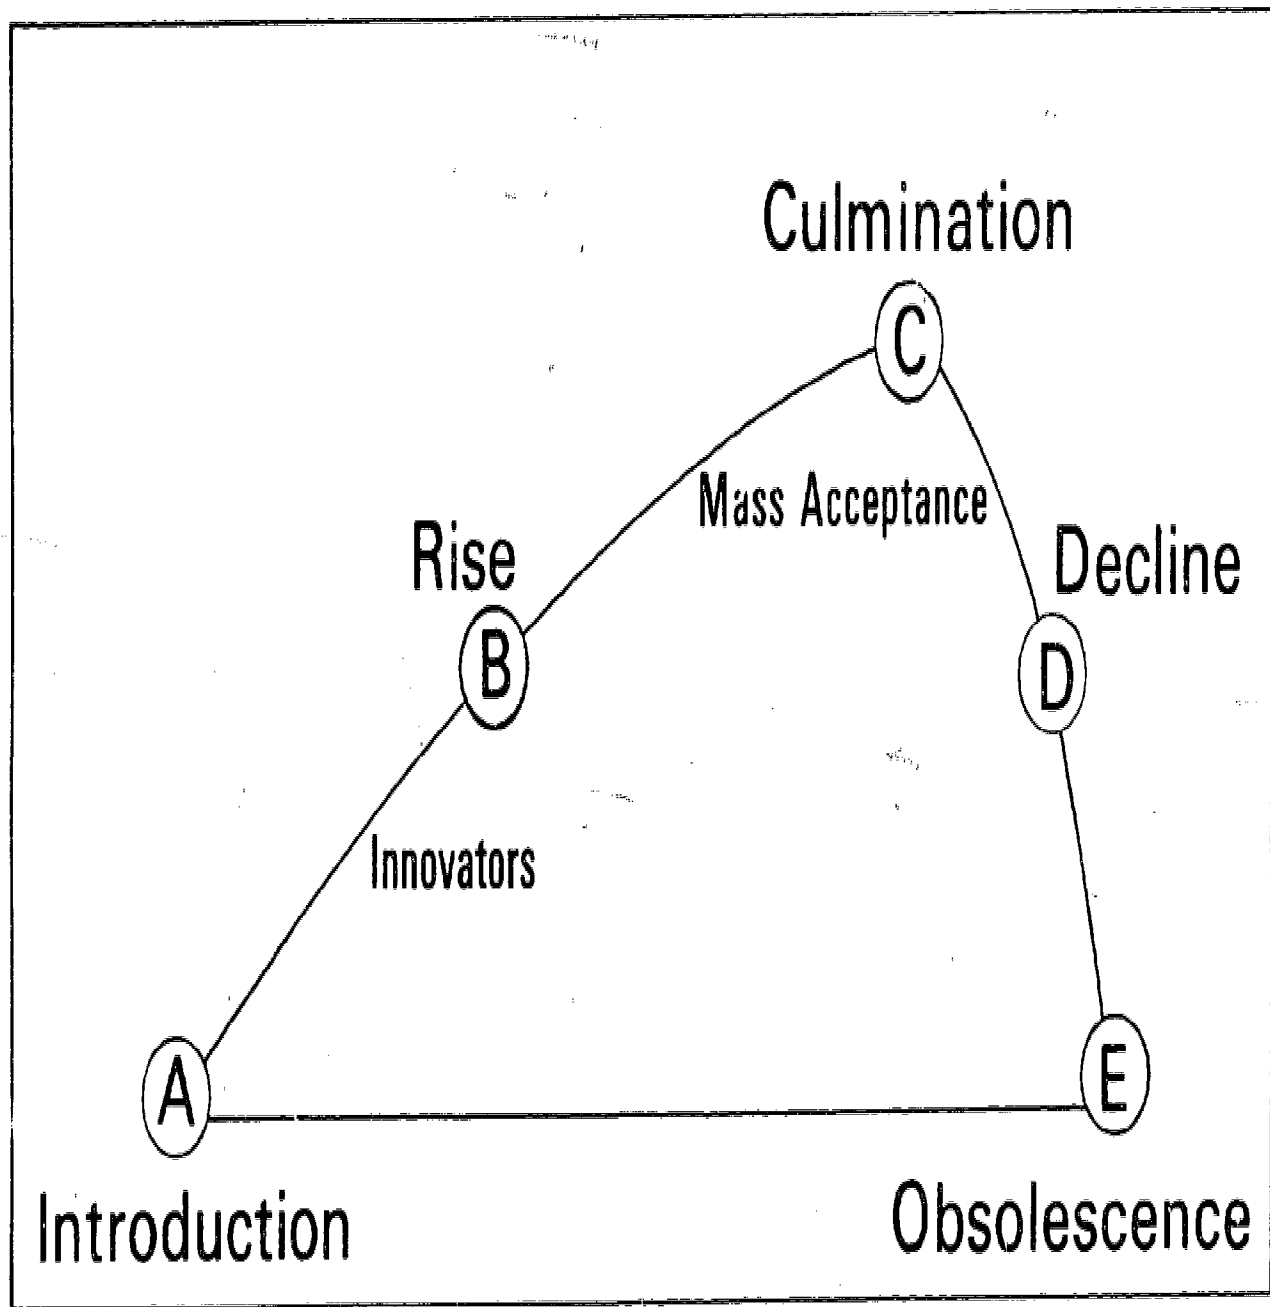 Culmination
C
Mass Acceptance
Rise
Decline
B
D
Innovators
A
E
Introduction
Obsolescence